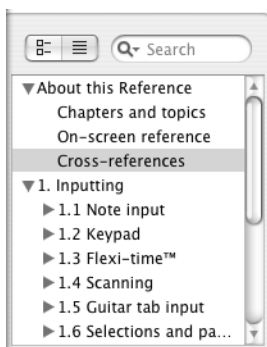 Search
About this Reference
Chapters and topics
On-screen reference
Cross-references
1. Inputting
1.1 Note input
1.2 Keypad
1.3 Flexi-time™
1.4 Scanning
1.5 Guitar tab input
1.6 Selections and pa...